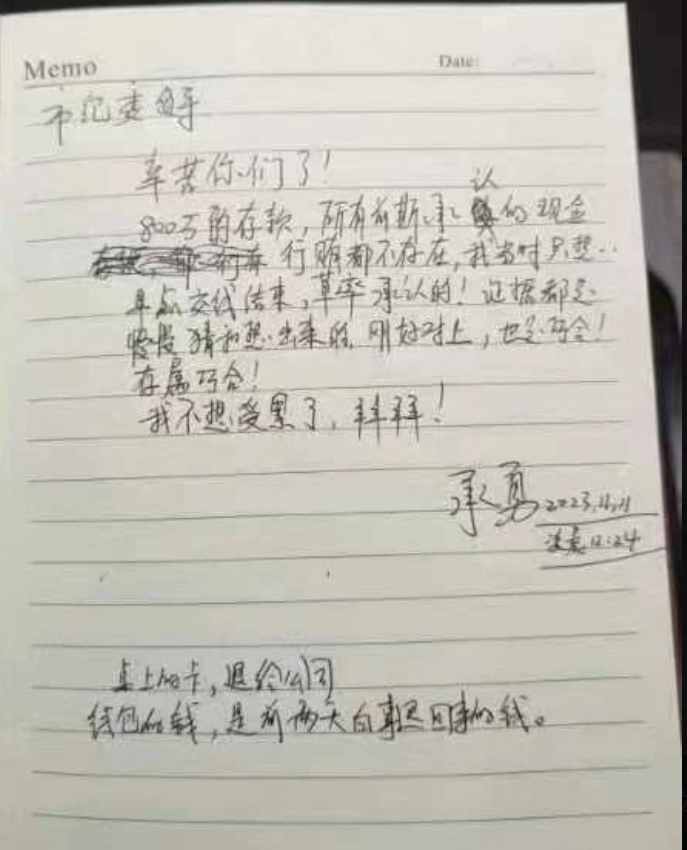 Memo
Date:
市纪委领导
辛苦你们了！
认
800万的存款，所有前期承的现金
行贿都不存在，我当时只想
早点交代结束，草率承认的！证据都是
慢慢猜和想出来的，刚好对上，也是巧合！
存属巧合！
我不想受累了，拜拜！
承勇 2023.11.11
凌晨12:24
桌上的卡，退给公司
钱包的钱，是前两天白事退回来的钱。